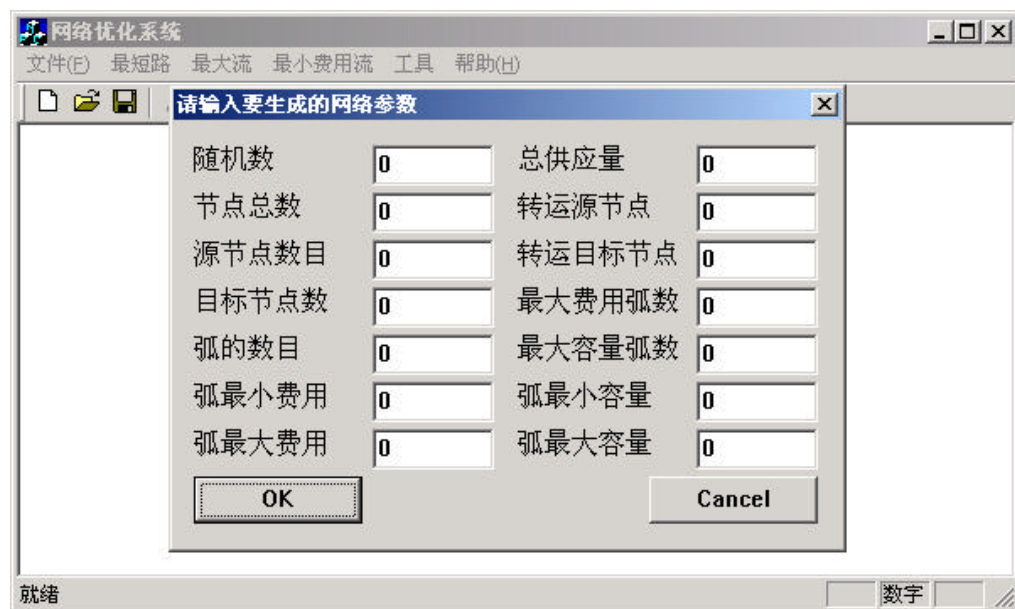 网络优化系统
文件(F) 最短路 最大流 最小费用流 工具 帮助(H)
请输入要生成的网络参数
随机数 0 总供应量 0
节点总数 0 转运源节点 0
源节点数目 0 转运目标节点 0
目标节点数 0 最大费用弧数 0
弧的数目 0 最大容量弧数 0
弧最小费用 0 弧最小容量 0
弧最大费用 0 弧最大容量 0
OK Cancel
就绪 数字